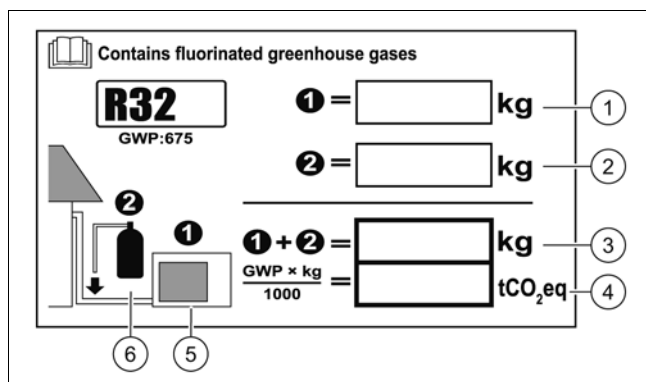 Contains fluorinated greenhouse gases
R32
GWP:675
❶ = kg 1
❷ = kg 2
❷
❶
❶+❷ = kg 3
GWP × kg
1000
= tCO₂eq 4
6 5